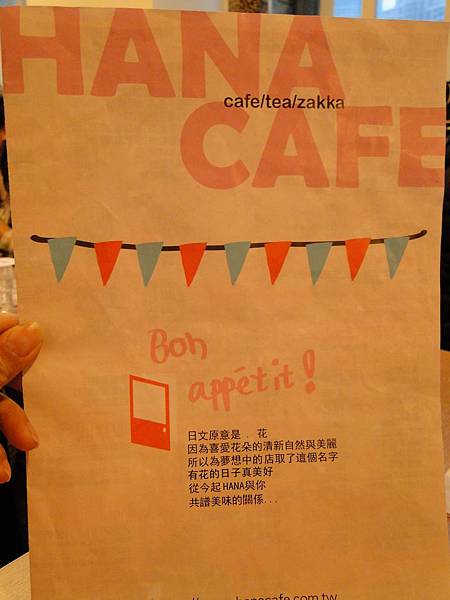 HANA
cafe/tea/zakka
CAFE
Bon
appétit!
日文原意是 . 花
因為喜愛花朵的清新自然與美麗
所以為夢想中的店取了這個名字
有花的日子真美好
從今起HANA與你
共譜美味的關係...
hanacafe.com.tw